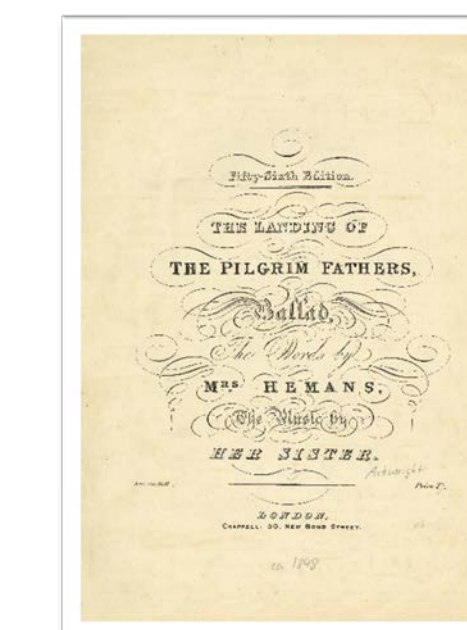 Fifty-Sixth Edition.
THE LANDING OF
THE PILGRIM FATHERS,
Ballad,
The Words by
MRS HEMANS,
The Music by
HER SISTER.
Arkwright
Price 2/.
LONDON,
CHAPPELL. 50, NEW BOND STREET.
ca 1848